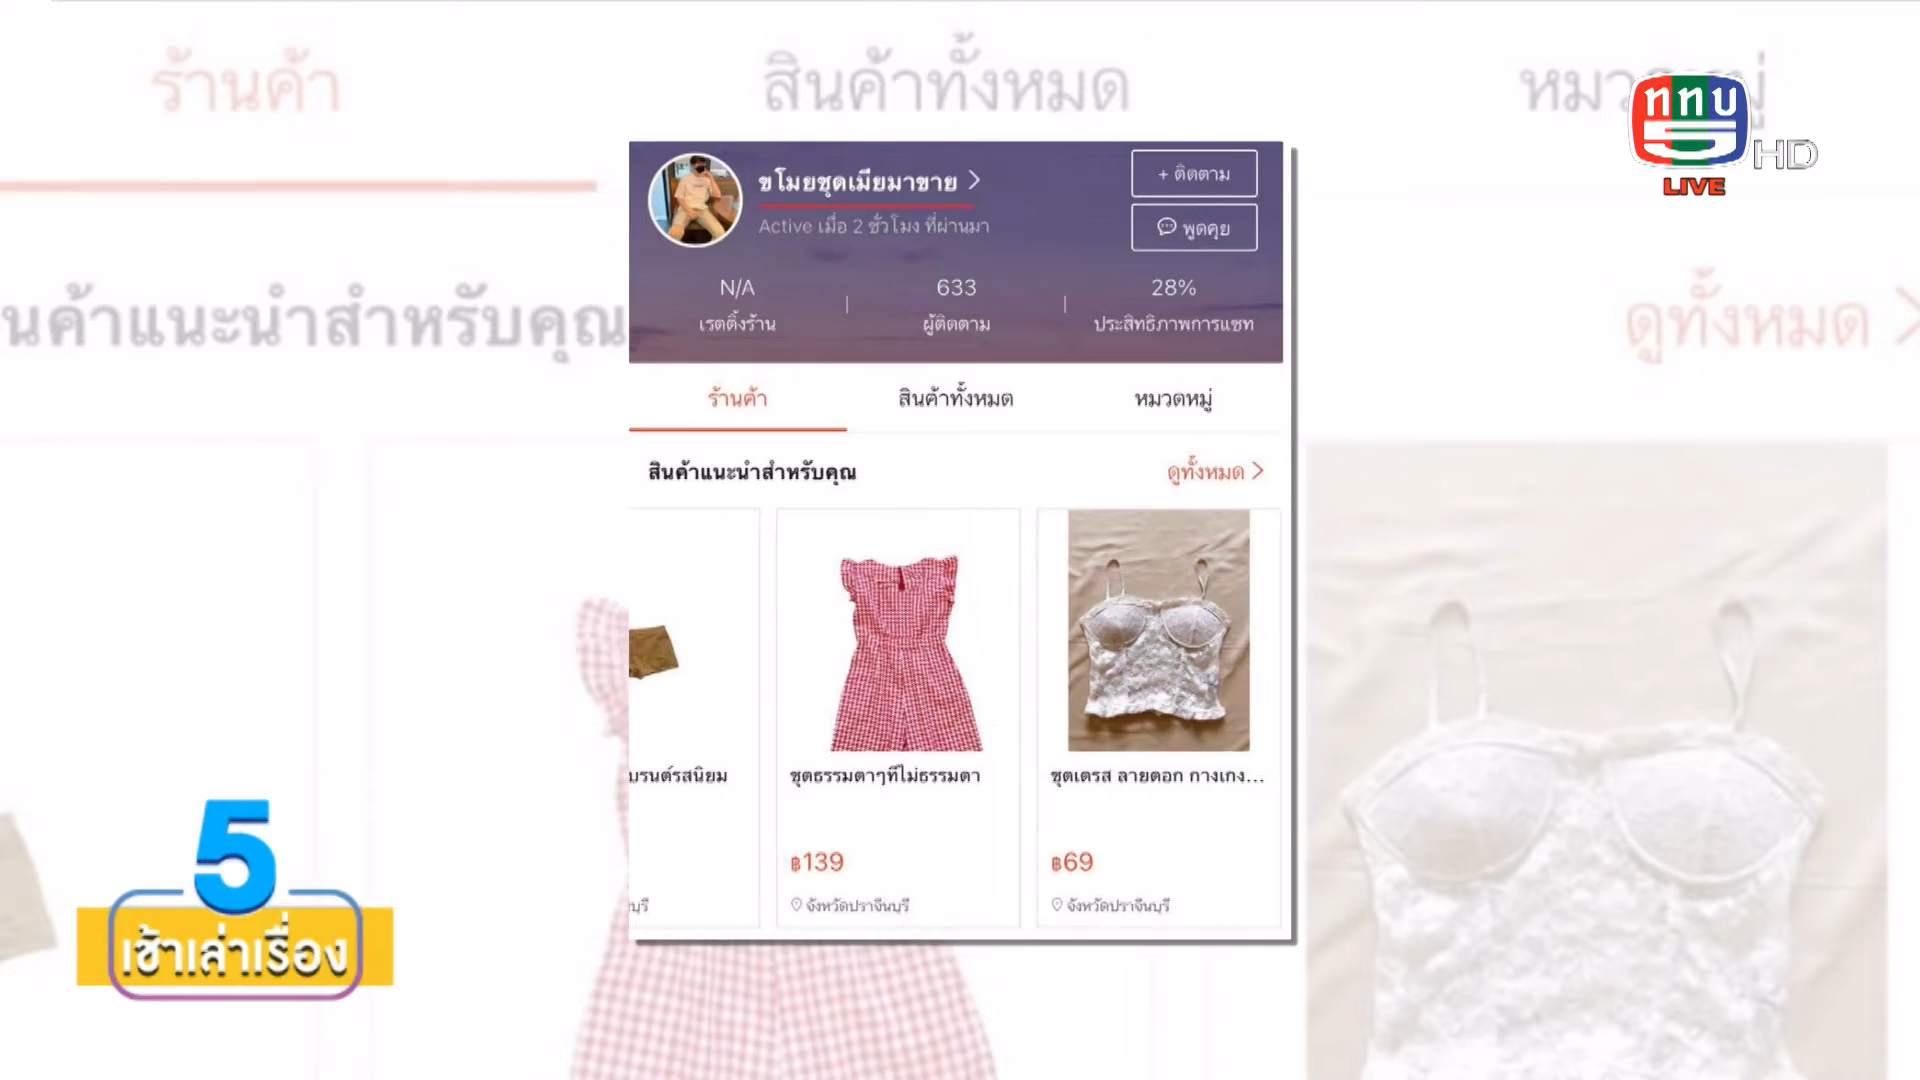 ร้านค้า
สินค้าทั้งหมด
ททบ
5
HD
LIVE
ขโมยชุดเมียมาขาย >
Active เมื่อ 2 ชั่วโมง ที่ผ่านมา
+ ติดตาม
พูดคุย
N/A
633
28%
เรตติ้งร้าน
ผู้ติดตาม
ประสิทธิภาพการแชท
นค้าแนะนำสำหรับคุณ
ดูทั้งหมด >
ร้านค้า
สินค้าทั้งหมด
หมวดหมู่
สินค้าแนะนำสำหรับคุณ
ดูทั้งหมด >
บรนด์รสนิยม
ชุดธรรมดาๆที่ไม่ธรรมดา
ชุดเดรส ลายดอก กางเกง...
฿139
฿69
บุรี
จังหวัดปราจีนบุรี
จังหวัดปราจีนบุรี
5
เช้าเล่าเรื่อง